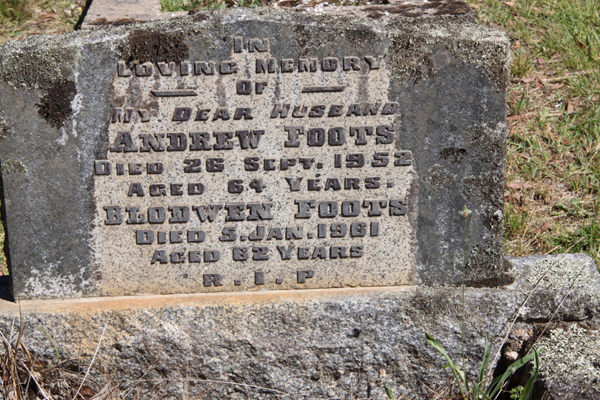 IN
LOVING MEMORY
OF
MY DEAR HUSBAND
ANDREW FOOTS
DIED 26 SEPT. 1952
AGED 64 YEARS.
BLODWEN FOOTS
DIED 5.JAN.1961
AGED 62 YEARS
R.I.P